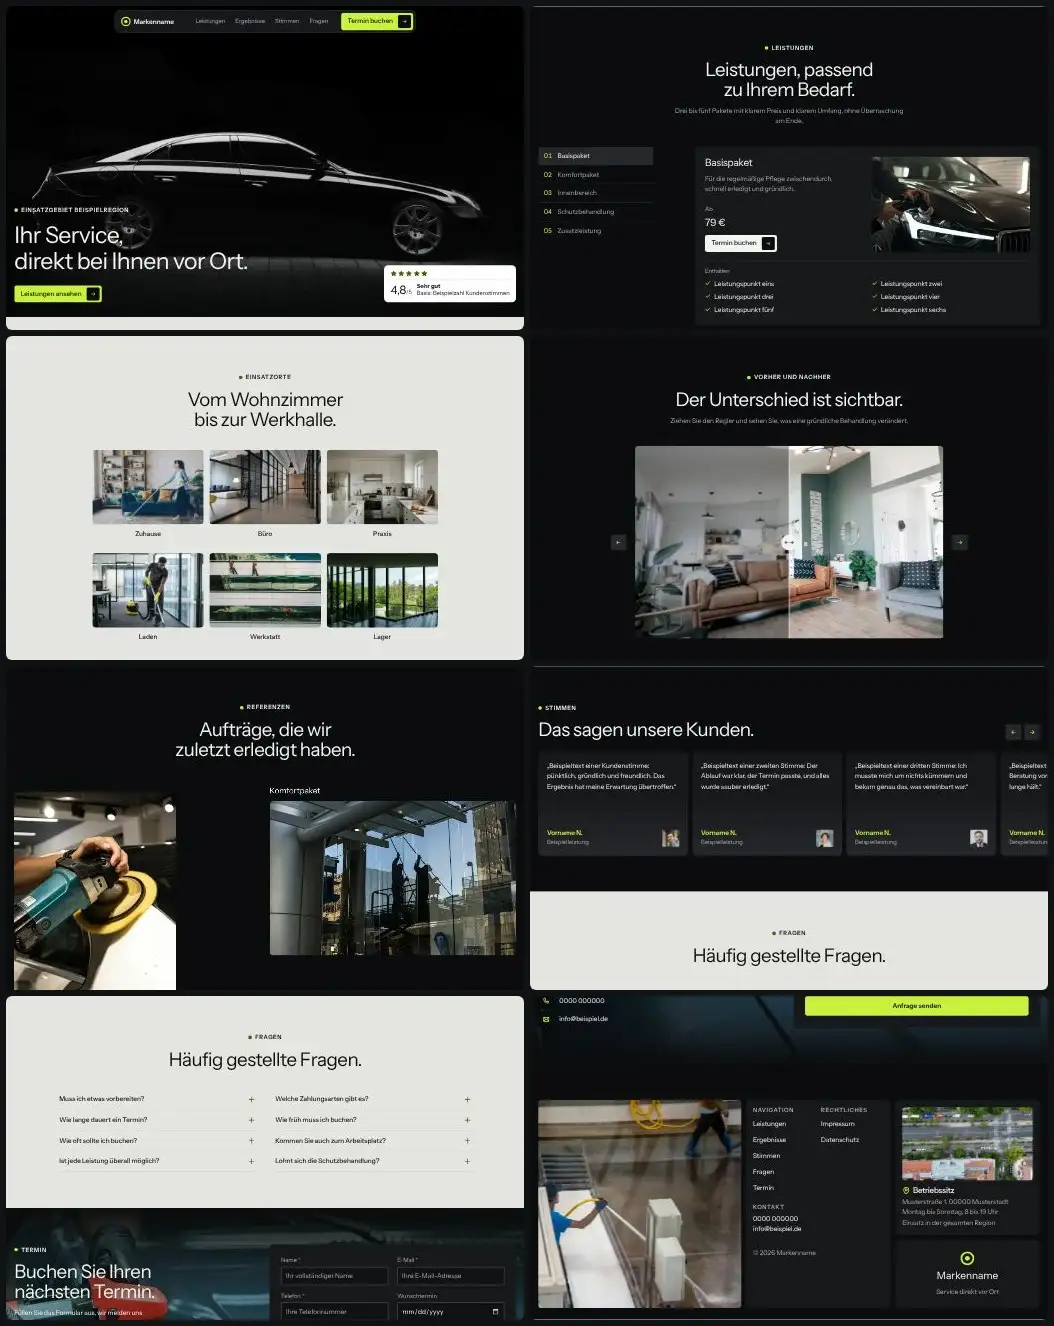 Markenname
Leistungen
Ergebnisse
Stimmen
Fragen
Termin buchen
EINSATZGEBIET BEISPIELREGION
Ihr Service,
direkt bei Ihnen vor Ort.
Leistungen ansehen
4,8/5
Sehr gut
Basis: Beispielzahl Kundenstimmen
LEISTUNGEN
Leistungen, passend
zu Ihrem Bedarf.
Drei bis fünf Pakete mit klarem Preis und klarem Umfang, ohne Überraschung
am Ende.
01 Basispaket
02 Komfortpaket
03 Innenbereich
04 Schutzbehandlung
05 Zusatzleistung
Basispaket
Für die regelmäßige Pflege zwischendurch,
schnell erledigt und gründlich.
Ab
79 €
Termin buchen
Enthalten
Leistungspunkt eins
Leistungspunkt zwei
Leistungspunkt drei
Leistungspunkt vier
Leistungspunkt fünf
Leistungspunkt sechs
EINSATZORTE
Vom Wohnzimmer
bis zur Werkhalle.
Zuhause
Büro
Praxis
Laden
Werkstatt
Lager
VORHER UND NACHHER
Der Unterschied ist sichtbar.
Ziehen Sie den Regler und sehen Sie, was eine gründliche Behandlung verändert.
REFERENZEN
Aufträge, die wir
zuletzt erledigt haben.
Komfortpaket
STIMMEN
Das sagen unsere Kunden.
„Beispieltext einer Kundenstimme:
pünktlich, gründlich und freundlich. Das
Ergebnis hat meine Erwartung übertroffen.“
Vorname N.
Beispielleistung
„Beispieltext einer zweiten Stimme: Der
Ablauf war klar, der Termin passte, und alles
wurde sauber erledigt.“
Vorname N.
Beispielleistung
„Beispieltext einer dritten Stimme: Ich
musste mich um nichts kümmern und
bekam genau das, was vereinbart war.“
Vorname N.
Beispielleistung
„Beispieltext
Beratung vor
lange hält.“
Vorname N.
Beispielleistun
FRAGEN
Häufig gestellte Fragen.
FRAGEN
Häufig gestellte Fragen.
Muss ich etwas vorbereiten?
Welche Zahlungsarten gibt es?
Wie lange dauert ein Termin?
Wie früh muss ich buchen?
Wie oft sollte ich buchen?
Kommen Sie auch zum Arbeitsplatz?
Ist jede Leistung überall möglich?
Lohnt sich die Schutzbehandlung?
TERMIN
Buchen Sie Ihren
nächsten Termin.
Füllen Sie das Formular aus, wir melden uns
Name *
Ihr vollständiger Name
E-Mail *
Ihre E-Mail-Adresse
Telefon *
Ihre Telefonnummer
Wunschtermin
mm/dd/yyyy
0000 000000
info@beispiel.de
Anfrage senden
NAVIGATION
Leistungen
Ergebnisse
Stimmen
Fragen
Termin
RECHTLICHES
Impressum
Datenschutz
KONTAKT
0000 000000
info@beispiel.de
© 2026 Markenname
Betriebssitz
Musterstraße 1, 00000 Musterstadt
Montag bis Sonntag, 8 bis 19 Uhr
Einsatz in der gesamten Region
Markenname
Service direkt vor Ort